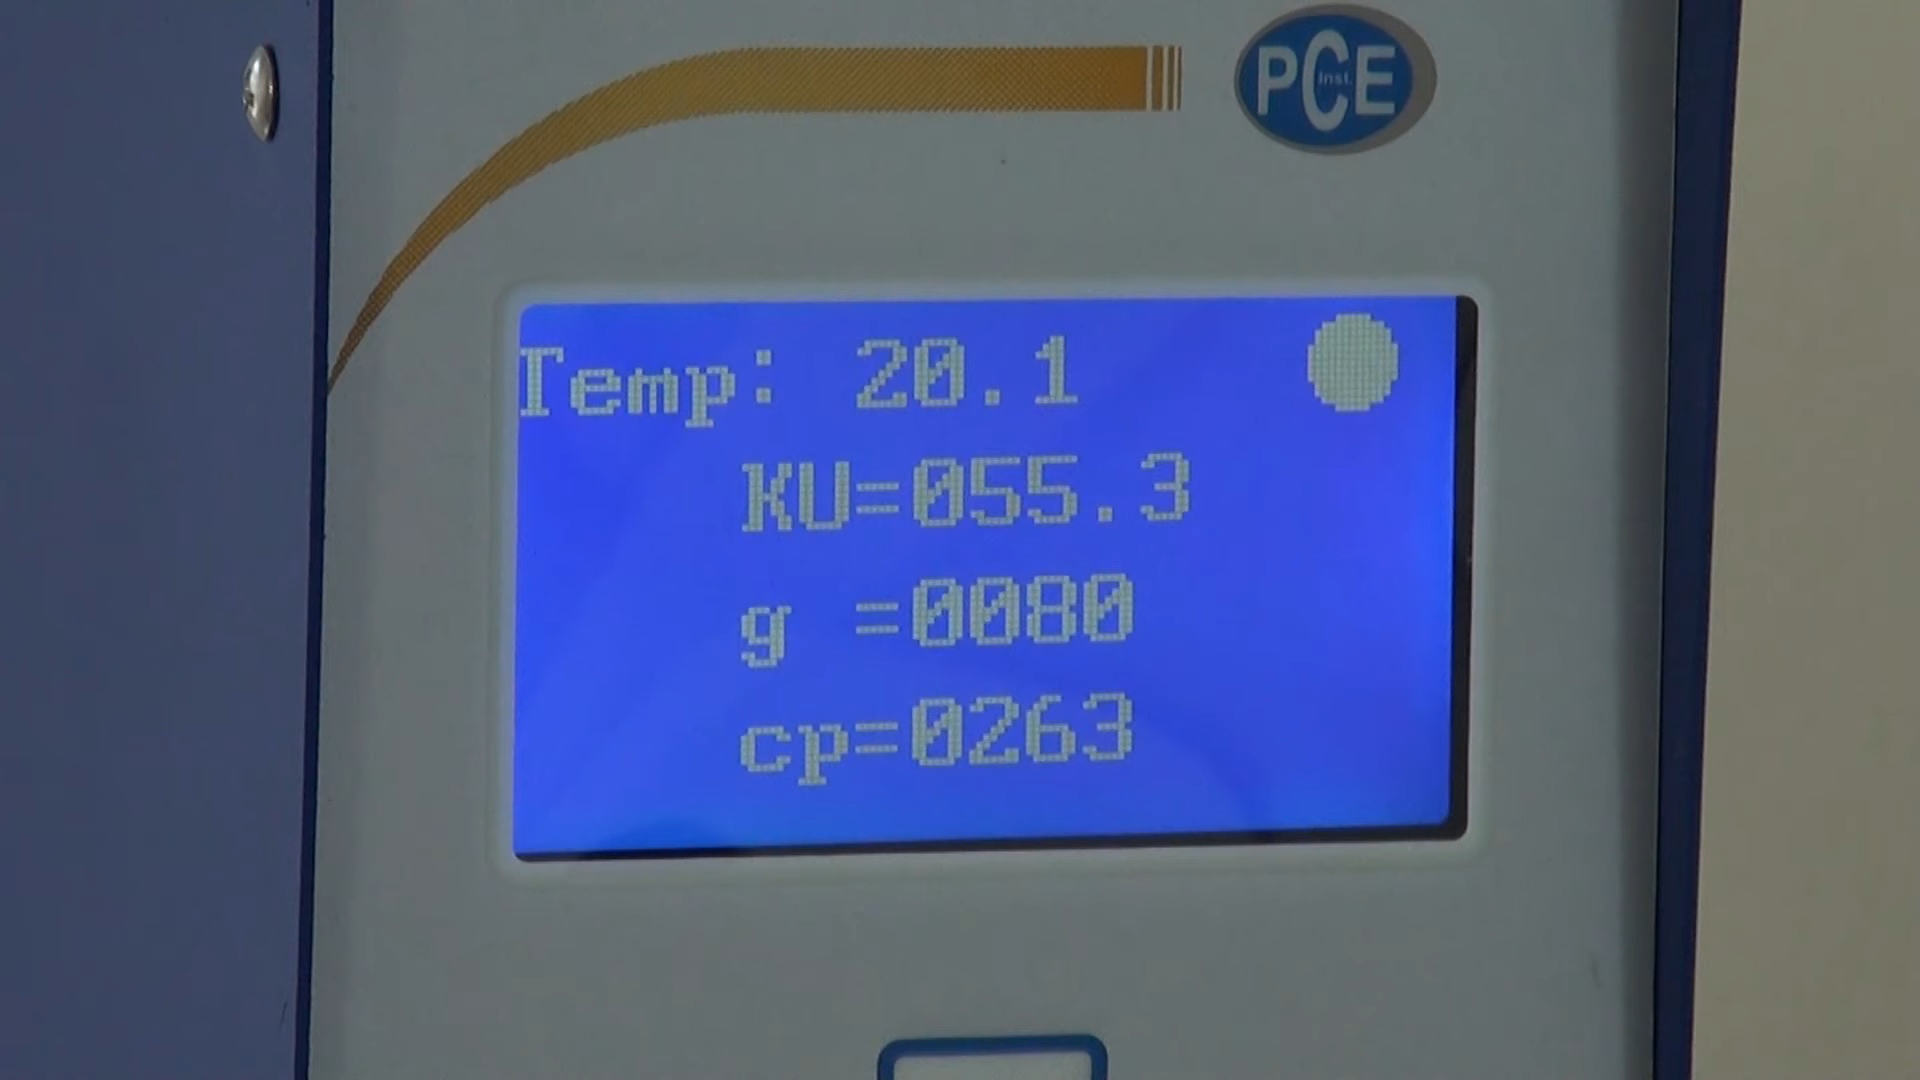 PCE
Inst.
Temp: 20.1
KU=055.3
g =0080
cp=0263